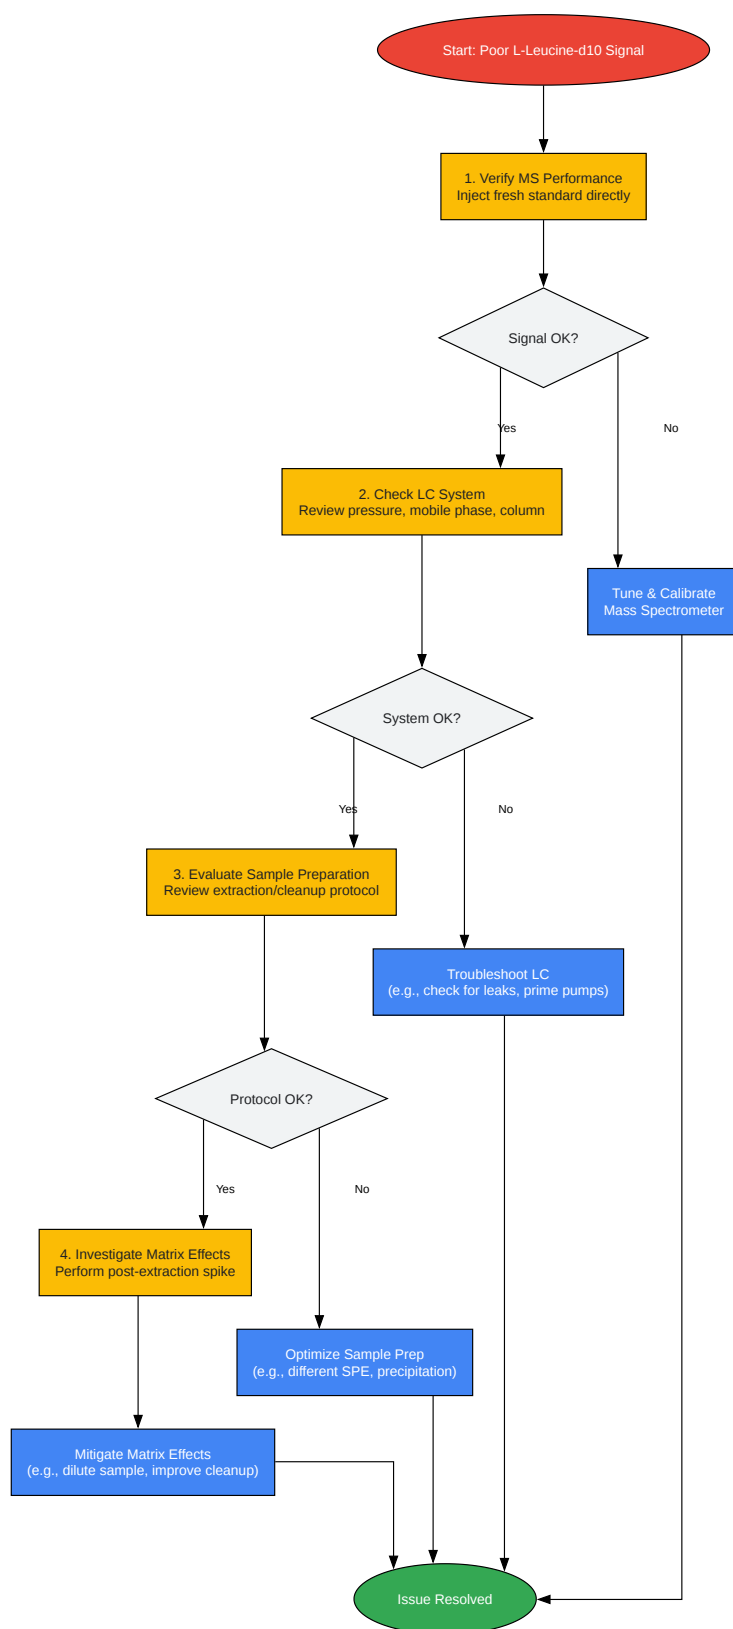 Start: Poor L-Leucine-d10 Signal
1. Verify MS Performance
Inject fresh standard directly
Signal OK?
Yes
No
2. Check LC System
Review pressure, mobile phase, column
Tune & Calibrate
Mass Spectrometer
System OK?
Yes
No
3. Evaluate Sample Preparation
Review extraction/cleanup protocol
Troubleshoot LC
(e.g., check for leaks, prime pumps)
Protocol OK?
Yes
No
4. Investigate Matrix Effects
Perform post-extraction spike
Optimize Sample Prep
(e.g., different SPE, precipitation)
Mitigate Matrix Effects
(e.g., dilute sample, improve cleanup)
Issue Resolved